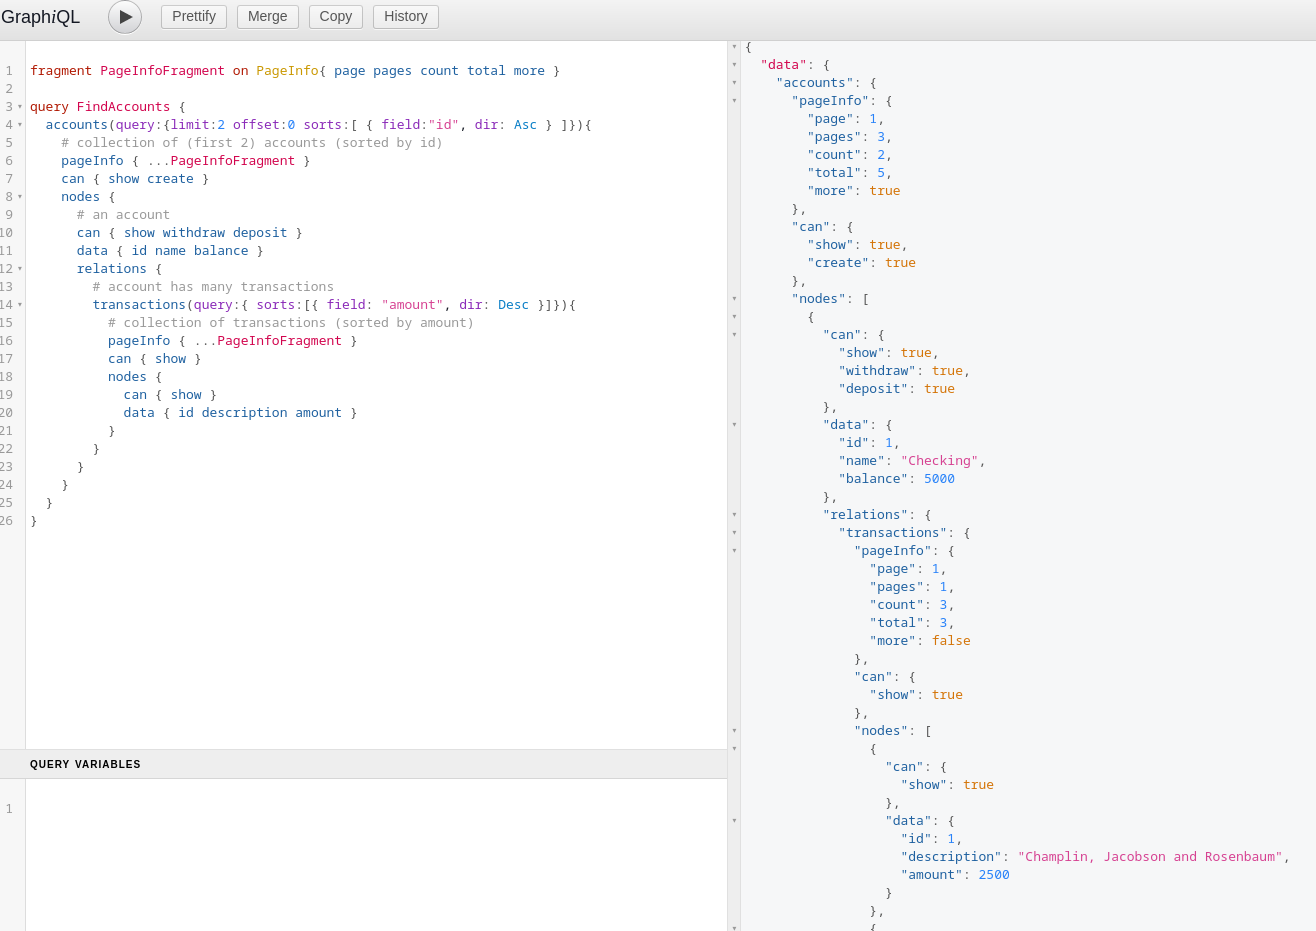 GraphiQL
Prettify Merge Copy History
1 fragment PageInfoFragment on PageInfo{ page pages count total more }
2
3 query FindAccounts {
4   accounts(query:{limit:2 offset:0 sorts:[ { field:"id", dir: Asc } ]}){
5     # collection of (first 2) accounts (sorted by id)
6     pageInfo { ...PageInfoFragment }
7     can { show create }
8     nodes {
9       # an account
10       can { show withdraw deposit }
11       data { id name balance }
12       relations {
13         # account has many transactions
14         transactions(query:{ sorts:[{ field: "amount", dir: Desc }]}){
15           # collection of transactions (sorted by amount)
16           pageInfo { ...PageInfoFragment }
17           can { show }
18           nodes {
19             can { show }
20             data { id description amount }
21           }
22         }
23       }
24     }
25   }
26 }
QUERY VARIABLES
1
{
  "data": {
    "accounts": {
      "pageInfo": {
        "page": 1,
        "pages": 3,
        "count": 2,
        "total": 5,
        "more": true
      },
      "can": {
        "show": true,
        "create": true
      },
      "nodes": [
        {
          "can": {
            "show": true,
            "withdraw": true,
            "deposit": true
          },
          "data": {
            "id": 1,
            "name": "Checking",
            "balance": 5000
          },
          "relations": {
            "transactions": {
              "pageInfo": {
                "page": 1,
                "pages": 1,
                "count": 3,
                "total": 3,
                "more": false
              },
              "can": {
                "show": true
              },
              "nodes": [
                {
                  "can": {
                    "show": true
                  },
                  "data": {
                    "id": 1,
                    "description": "Champlin, Jacobson and Rosenbaum",
                    "amount": 2500
                  }
                },
                {